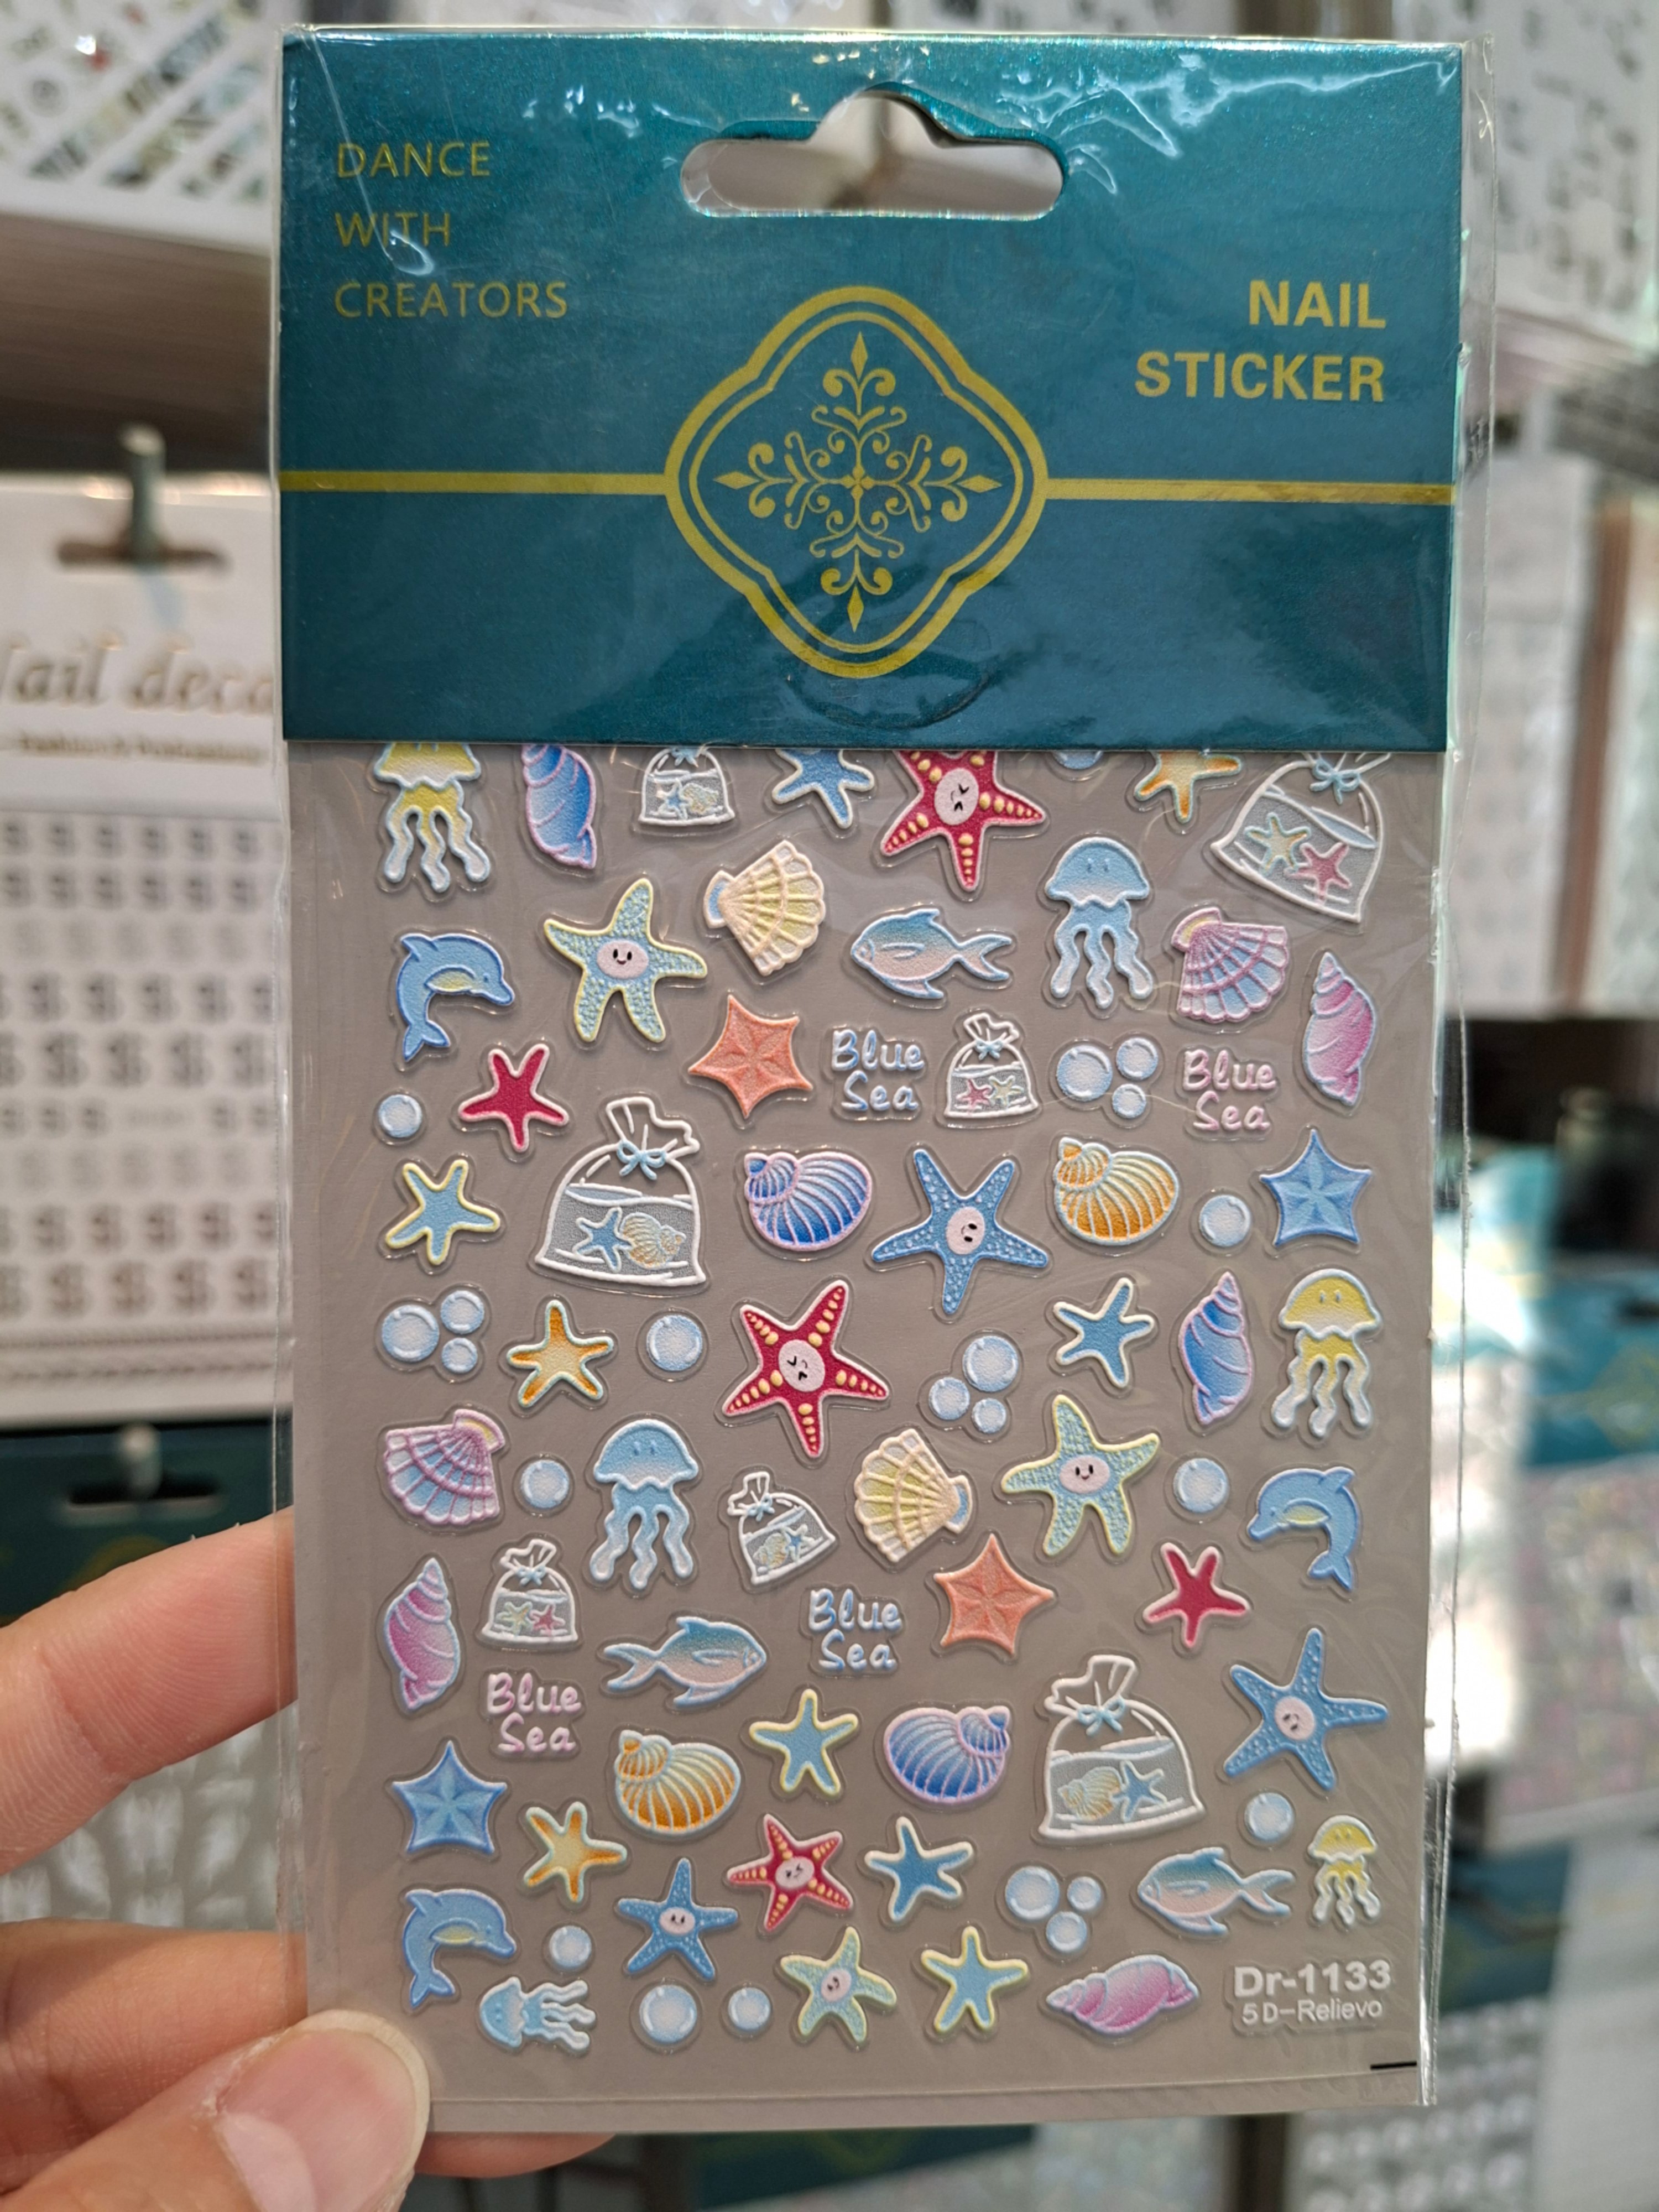 DANCE
WITH
CREATORS
NAIL
STICKER
Blue
Sea
Blue
Sea
Blue
Sea
Blue
Sea
Dr-1133
5D-Relievo